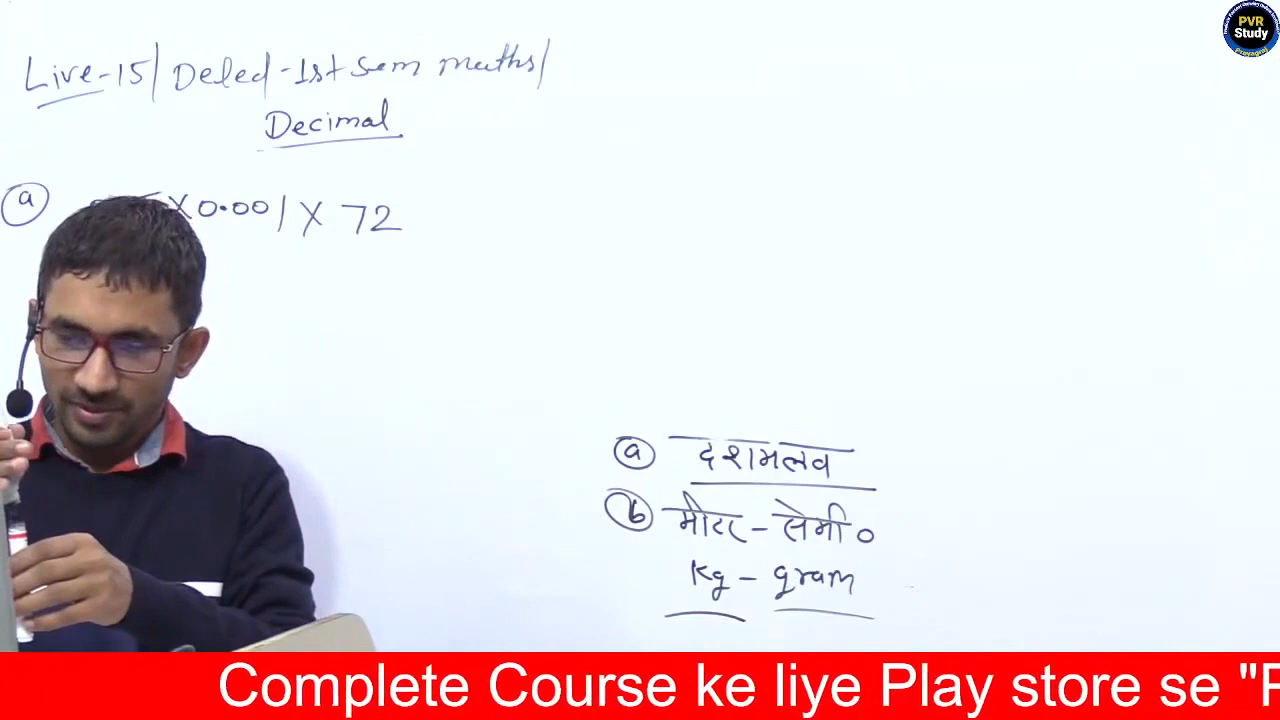 PVR
Study
Prayagraj
Live-15/ Deled-1st Sem maths/
Decimal
a
X 0.001 X 72
a दशमलव
b मीटर - सेमी०
Kg - gram
Complete Course ke liye Play store se "